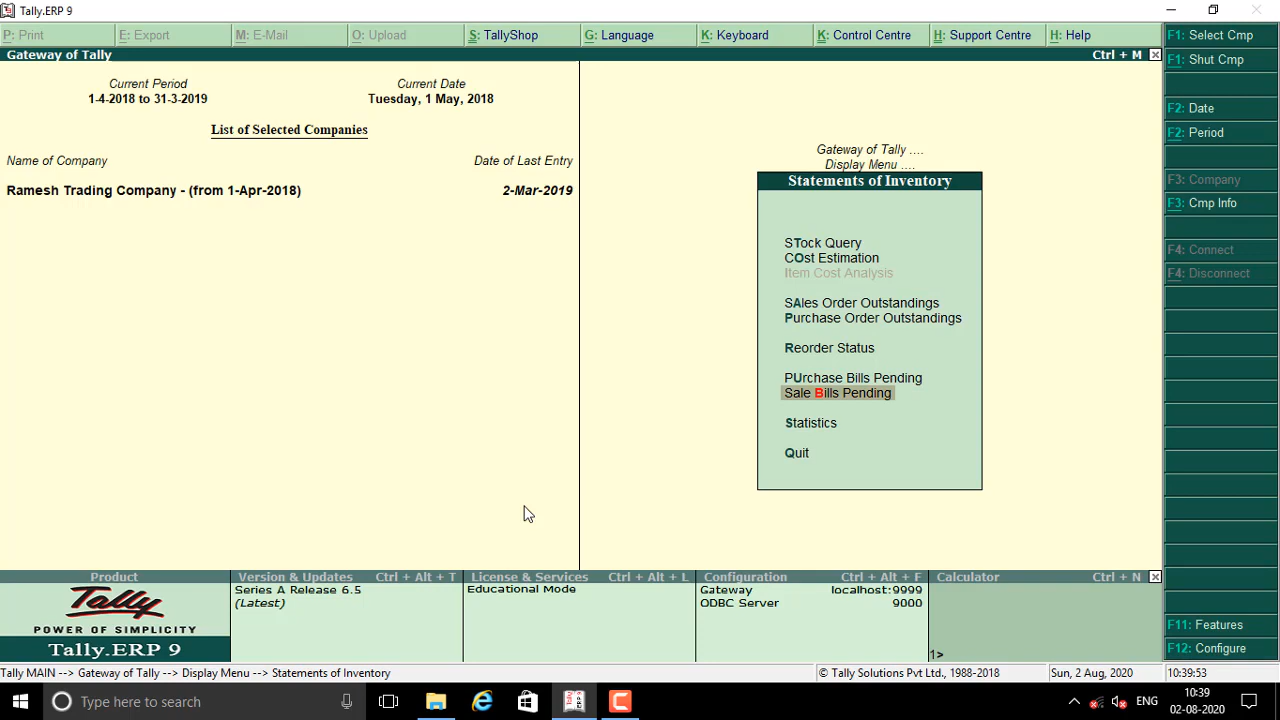 Tally.ERP 9
P: Print E: Export M: E-Mail O: Upload S: TallyShop G: Language K: Keyboard K: Control Centre H: Support Centre H: Help
Gateway of Tally Ctrl + M
Current Period Current Date
1-4-2018 to 31-3-2019 Tuesday, 1 May, 2018
List of Selected Companies
Name of Company Date of Last Entry
Ramesh Trading Company - (from 1-Apr-2018) 2-Mar-2019
Gateway of Tally ....
Display Menu ....
Statements of Inventory
STock Query
COst Estimation
Item Cost Analysis
SAles Order Outstandings
Purchase Order Outstandings
Reorder Status
PUrchase Bills Pending
Sale Bills Pending
Statistics
Quit
F1: Select Cmp
F1: Shut Cmp
F2: Date
F2: Period
F3: Company
F3: Cmp Info
F4: Connect
F4: Disconnect
F11: Features
F12: Configure
Product
Tally
POWER OF SIMPLICITY
Tally.ERP 9
Version & Updates Ctrl + Alt + T
Series A Release 6.5
(Latest)
License & Services Ctrl + Alt + L
Educational Mode
Configuration Ctrl + Alt + F
Gateway localhost:9999
ODBC Server 9000
Calculator Ctrl + N
1>
Tally MAIN --> Gateway of Tally --> Display Menu --> Statements of Inventory © Tally Solutions Pvt Ltd., 1988-2018 Sun, 2 Aug, 2020 10:39:53
Type here to search
ENG
10:39
02-08-2020